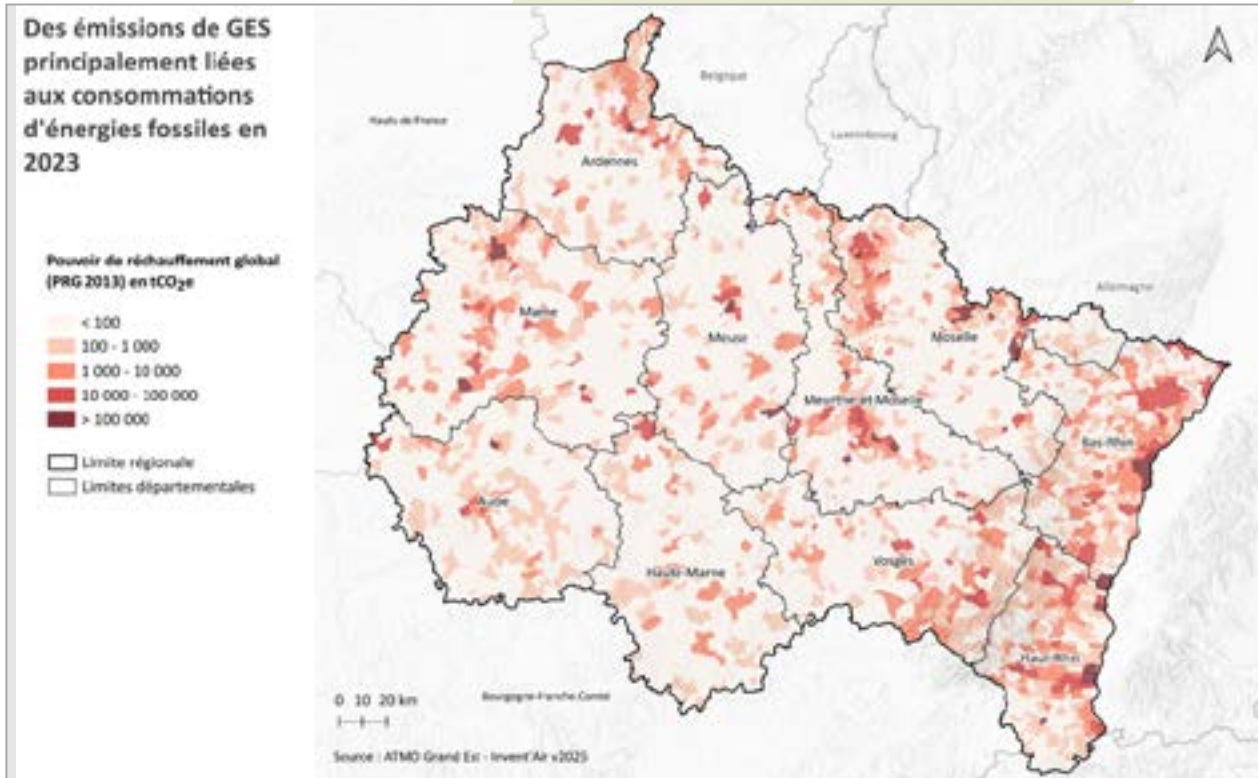 Des émissions de GES
principalement liées
aux consommations
d'énergies fossiles en
2023
Pouvoir de réchauffement global
(PRG 2013) en tCO₂e
< 100
100 - 1 000
1 000 - 10 000
10 000 - 100 000
> 100 000
Limite régionale
Limites départementales
Belgique
Hauts de France
Luxembourg
Ardennes
Allemagne
Marne
Meuse
Moselle
Meurthe et Moselle
Bas-Rhin
Aube
Haute-Marne
Vosges
Haut-Rhin
Bourgogne-Franche-Comté
0 10 20 km
Source : ATMO Grand Est - Invent'Air v2025